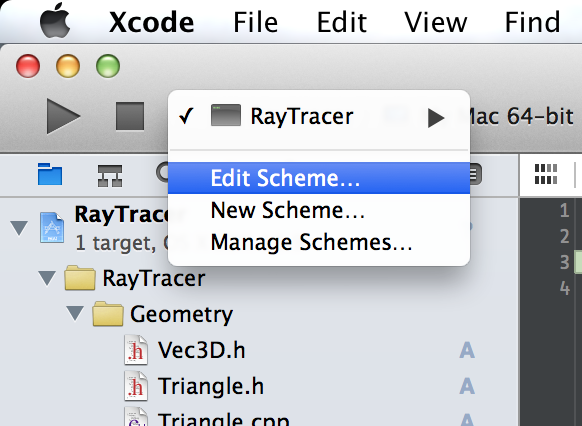 Xcode File Edit View Find
✓ RayTracer ▶ Mac 64-bit
Edit Scheme...
New Scheme...
Manage Schemes...
RayTracer
1 target,
RayTracer
Geometry
.h Vec3D.h A
.h Triangle.h A
Triangle.cpp
1
2
3
4